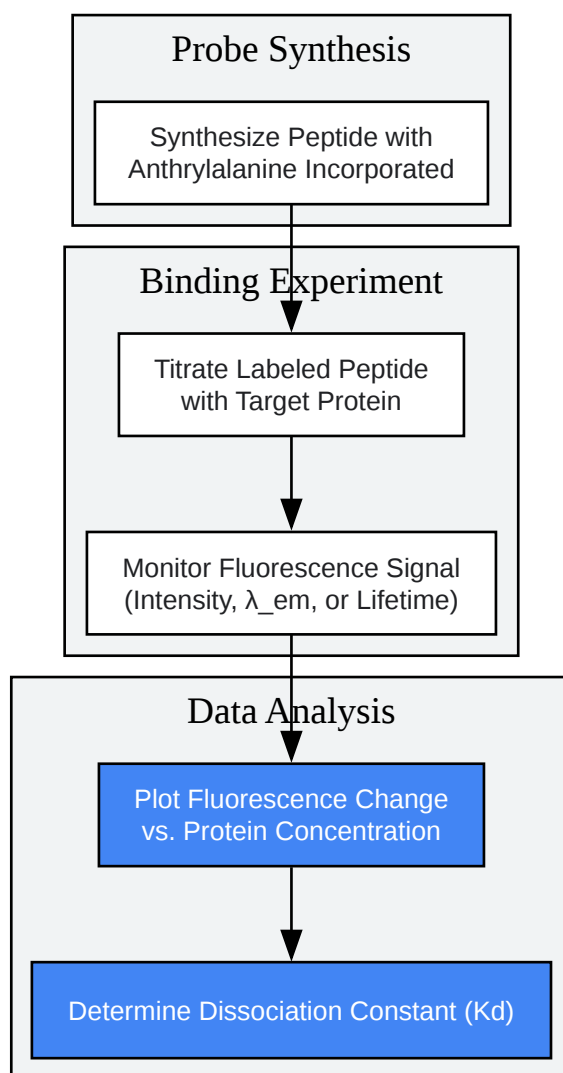 Probe Synthesis
Synthesize Peptide with
Anthrylalanine Incorporated
Binding Experiment
Titrate Labeled Peptide
with Target Protein
Monitor Fluorescence Signal
(Intensity, λ_em, or Lifetime)
Data Analysis
Plot Fluorescence Change
vs. Protein Concentration
Determine Dissociation Constant (Kd)